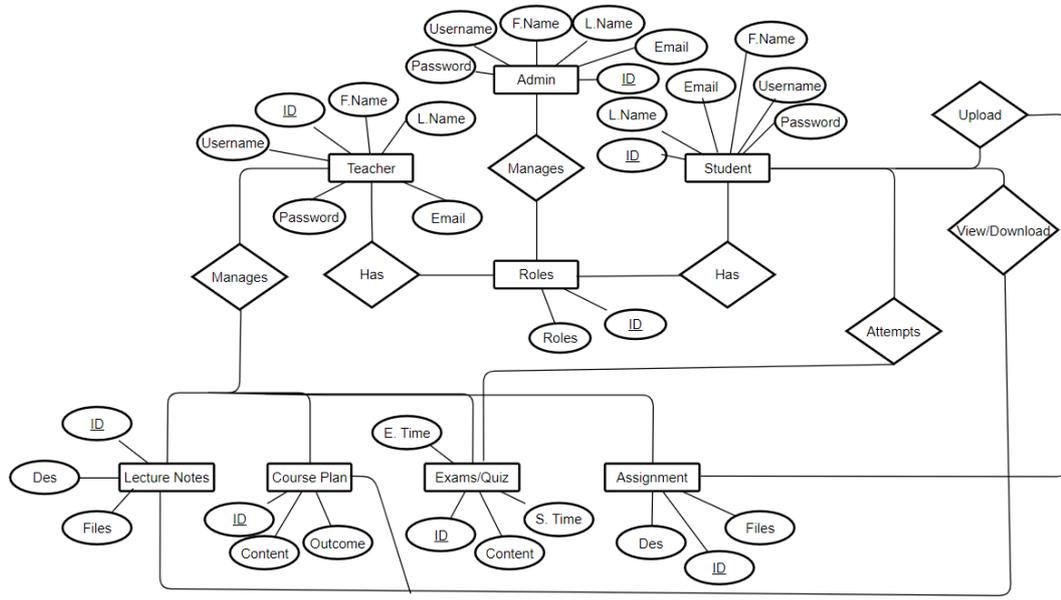 F.Name
L.Name
Username
F.Name
Email
Password
Admin
ID
Email
Username
F.Name
ID
L.Name
Upload
L.Name
Password
Username
ID
Teacher
Manages
Student
Password
Email
View/Download
Manages
Has
Roles
Has
Roles
ID
Attempts
ID
E. Time
Des
Lecture Notes
Course Plan
Exams/Quiz
Assignment
Files
ID
Content
Outcome
ID
S. Time
Content
Des
Files
ID